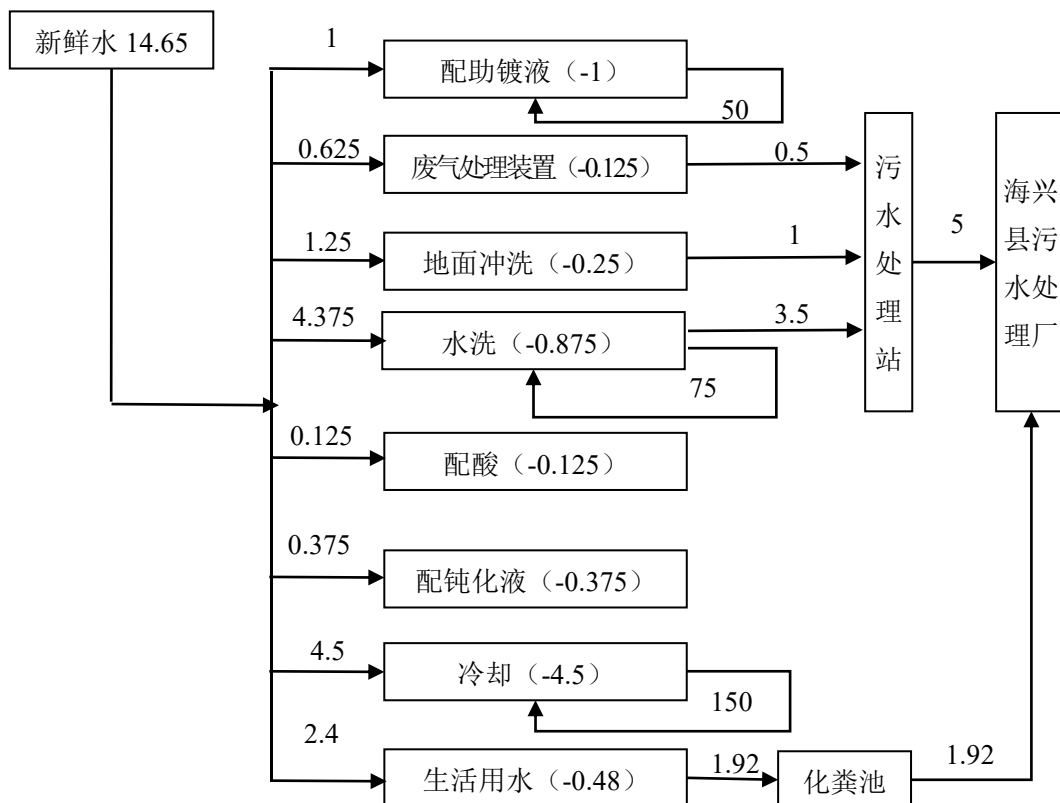 新鲜水 14.65
1
配助镀液（-1）
50
0.625
废气处理装置（-0.125）
0.5
1.25
地面冲洗（-0.25）
1
4.375
水洗（-0.875）
3.5
75
污
水
处
理
站
5
海兴
县污
水处
理厂
0.125
配酸（-0.125）
0.375
配钝化液（-0.375）
4.5
冷却（-4.5）
150
2.4
生活用水（-0.48）
1.92
化粪池
1.92